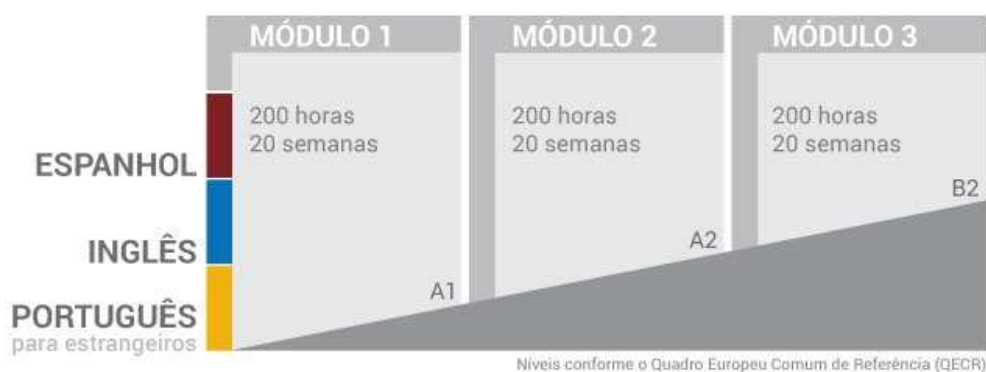 MÓDULO 1
MÓDULO 2
MÓDULO 3
200 horas
20 semanas
200 horas
20 semanas
200 horas
20 semanas
ESPANHOL
INGLÊS
PORTUGUÊS
para estrangeiros
A1
A2
B2
Níveis conforme o Quadro Europeu Comum de Referência (QECR)